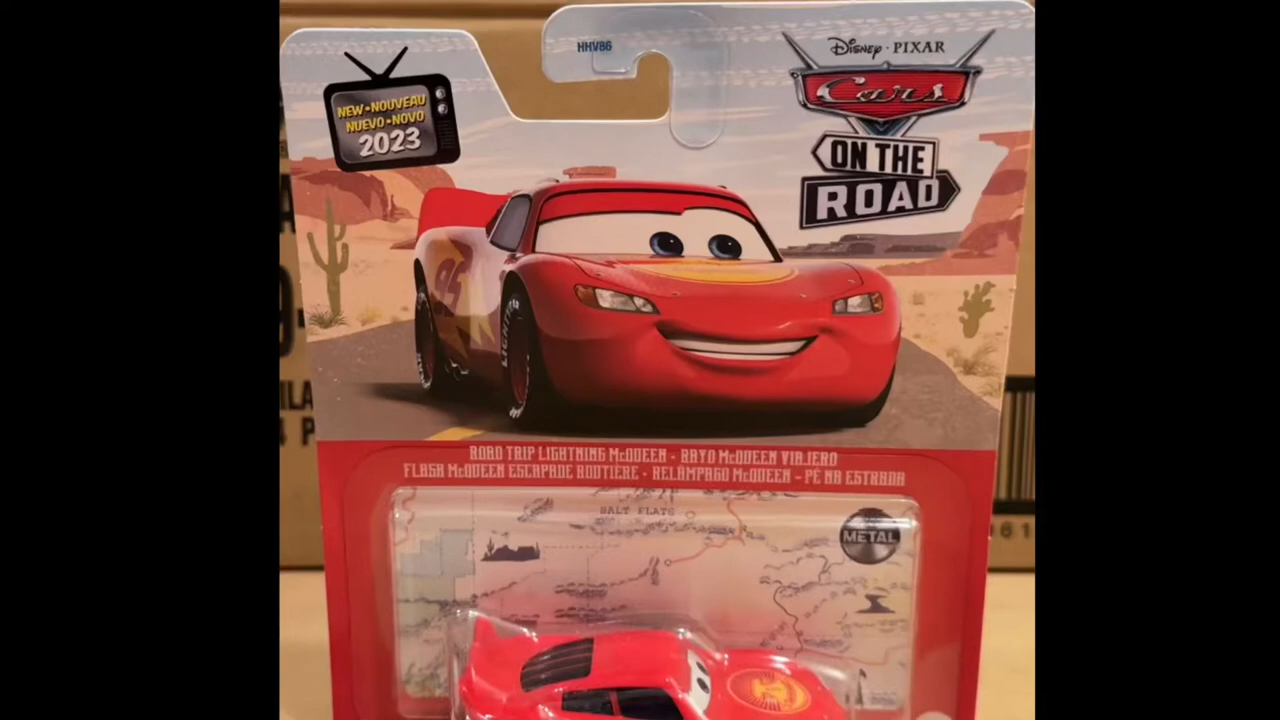 HHV86
NEW • NOUVEAU
NUEVO • NOVO
2023
DISNEY • PIXAR
Cars
ON THE
ROAD
95
ROAD TRIP LIGHTNING McQUEEN • RAYO McQUEEN VIAJERO
FLASH McQUEEN ESCAPADE ROUTIÈRE • RELÂMPAGO McQUEEN - PÉ NA ESTRADA
SALT FLATS
METAL